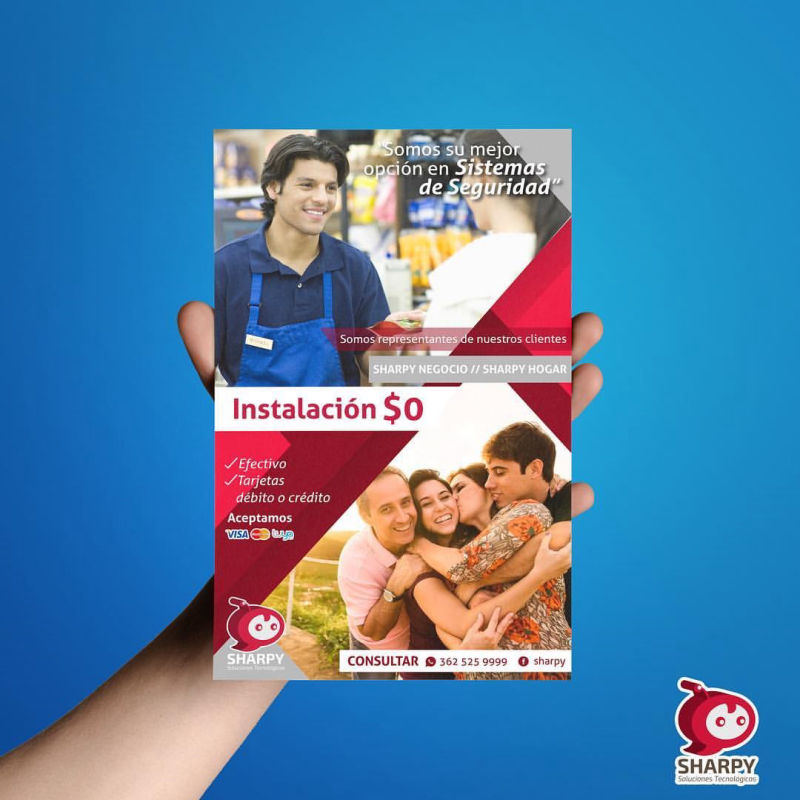 "Somos su mejor
opción en Sistemas
de Seguridad"
Somos representantes de nuestros clientes
SHARPY NEGOCIO // SHARPY HOGAR
Instalación $0
Efectivo
Tarjetas
débito o crédito
Aceptamos
VISA tuya
SHARPY
Soluciones Tecnológicas
CONSULTAR 362 525 9999 sharpy
SHARPY
Soluciones Tecnológicas